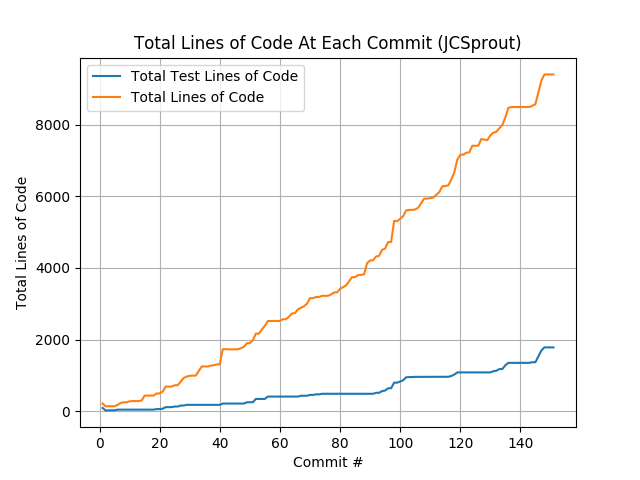 Total Lines of Code At Each Commit (JCSprout)
Total Test Lines of Code
Total Lines of Code
Total Lines of Code
8000
6000
4000
2000
0
0 20 40 60 80 100 120 140
Commit #